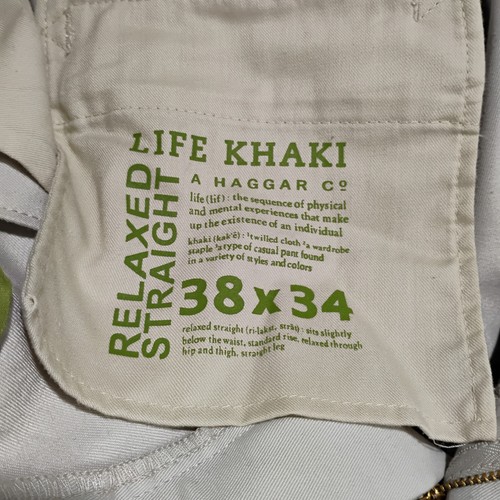 LIFE KHAKI
A HAGGAR Cº
life (lif) : the sequence of physical
and mental experiences that make
up the existence of an individual
khaki (kak'ē) : ¹twilled cloth ²a wardrobe
staple ³a type of casual pant found
in a variety of styles and colors
38 x 34
relaxed straight (ri-lakst, strāt) : sits slightly
below the waist, standard rise, relaxed through
hip and thigh, straight leg
RELAXED
STRAIGHT